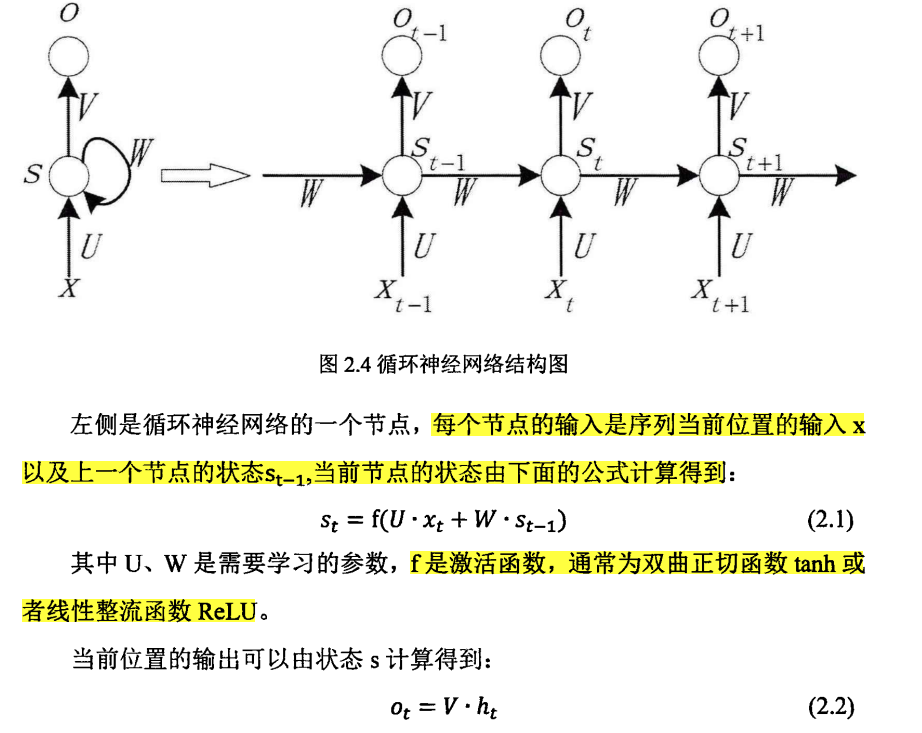 O O_{t-1} O_t O_{t+1}
V V V V
S W S_{t-1} S_t S_{t+1}
W W W W
U U U U
X X_{t-1} X_t X_{t+1}
图 2.4 循环神经网络结构图
左侧是循环神经网络的一个节点，每个节点的输入是序列当前位置的输入 x
以及上一个节点的状态s_{t−1},当前节点的状态由下面的公式计算得到：
s_t = f(U · x_t + W · s_{t−1}) (2.1)
其中 U、W 是需要学习的参数，f 是激活函数，通常为双曲正切函数 tanh 或
者线性整流函数 ReLU。
当前位置的输出可以由状态 s 计算得到：
o_t = V · h_t (2.2)